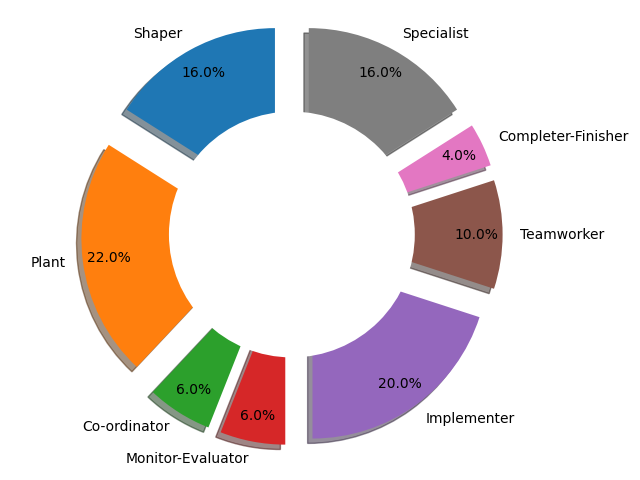 Shaper
16.0%
Specialist
16.0%
Completer-Finisher
4.0%
Teamworker
10.0%
Plant
22.0%
Implementer
20.0%
Co-ordinator
6.0%
Monitor-Evaluator
6.0%